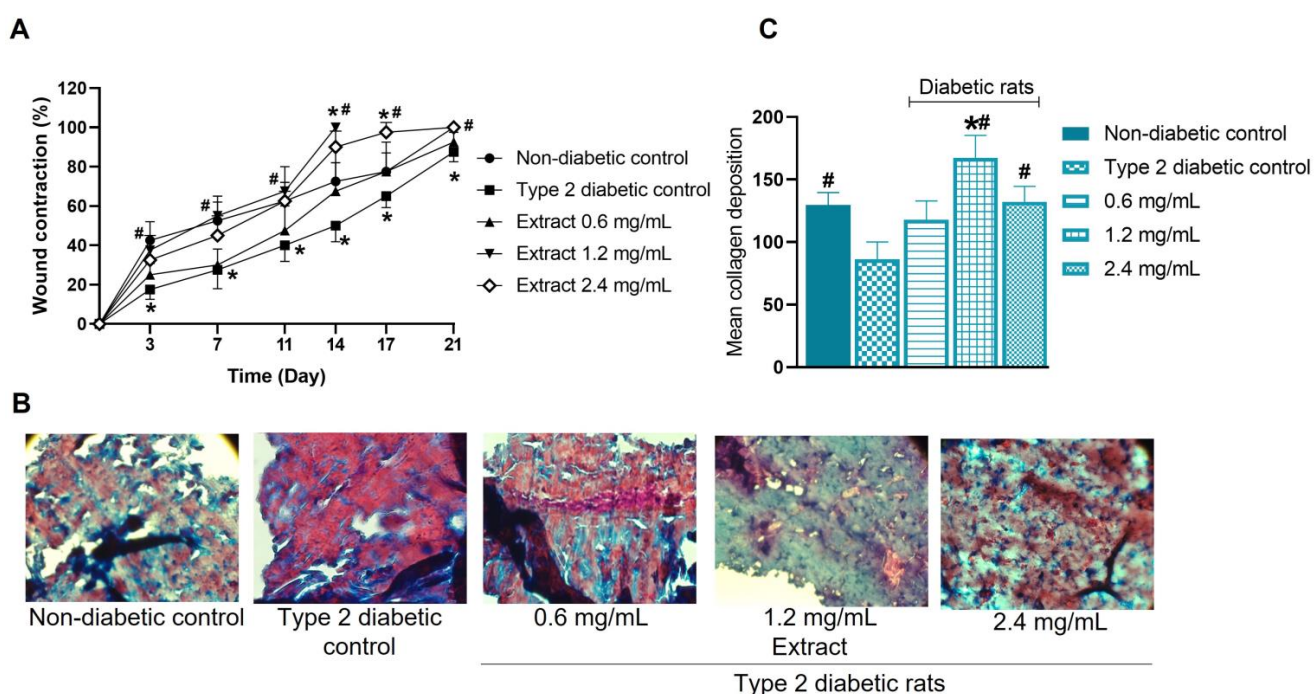 A
Wound contraction (%)
120
100
80
60
40
20
0
3
7
11
14
17
21
Time (Day)
#
#
#
*#
*#
#
*
*
*
*
*
*
Non-diabetic control
Type 2 diabetic control
Extract 0.6 mg/mL
Extract 1.2 mg/mL
Extract 2.4 mg/mL
C
Mean collagen deposition
200
150
100
50
0
Diabetic rats
#
*#
#
Non-diabetic control
Type 2 diabetic control
0.6 mg/mL
1.2 mg/mL
2.4 mg/mL
B
Non-diabetic control
Type 2 diabetic
control
0.6 mg/mL
1.2 mg/mL
Extract
2.4 mg/mL
Type 2 diabetic rats